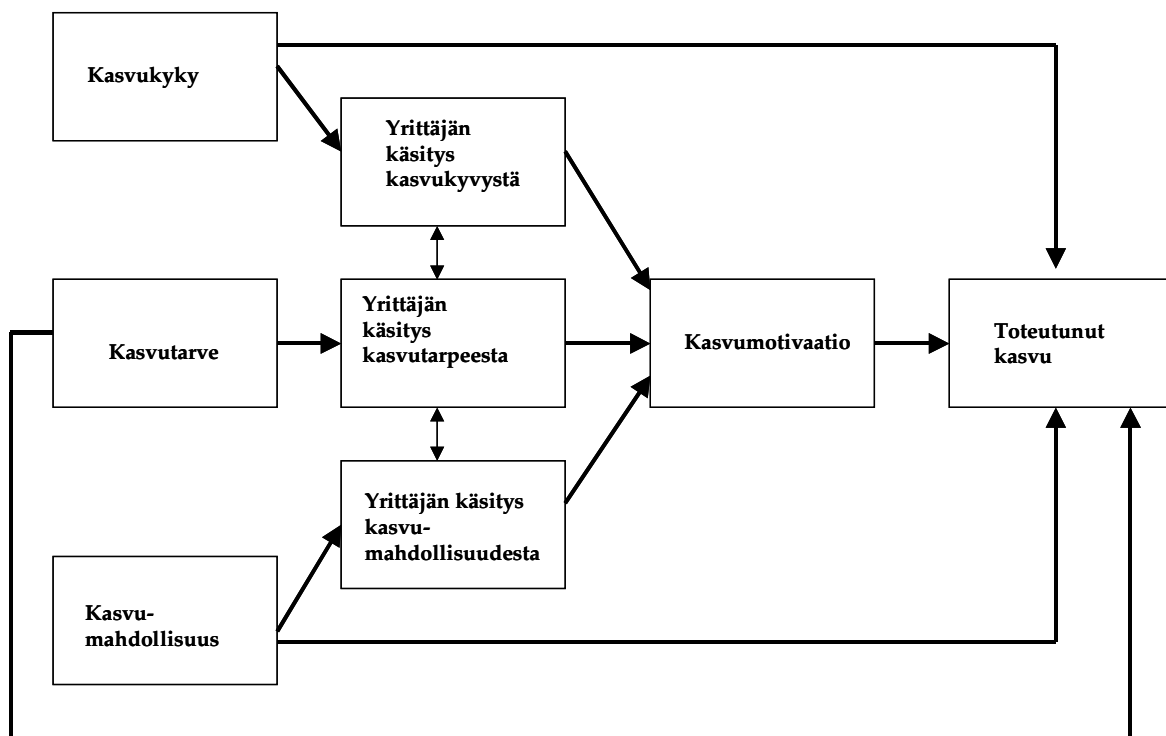 Kasvukyky
Yrittäjän
käsitys
kasvukyvystä
Kasvutarve
Yrittäjän
käsitys
kasvutarpeesta
Kasvumotivaatio
Toteutunut
kasvu
Yrittäjän käsitys
kasvu-
mahdollisuudesta
Kasvu-
mahdollisuus